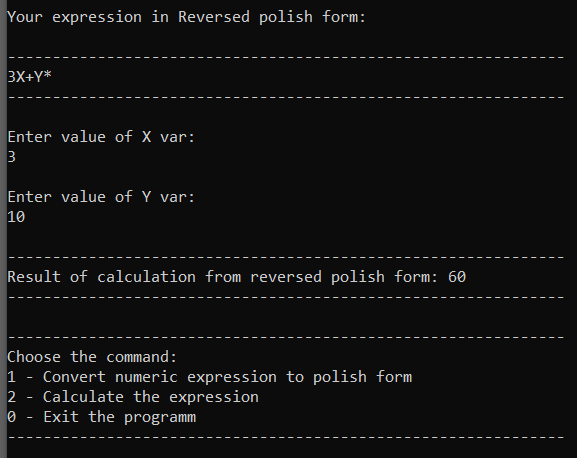 Your expression in Reversed polish form:
--------------------------------------------------------------
3X+Y*
--------------------------------------------------------------
Enter value of X var:
3
Enter value of Y var:
10
--------------------------------------------------------------
Result of calculation from reversed polish form: 60
--------------------------------------------------------------
--------------------------------------------------------------
Choose the command:
1 - Convert numeric expression to polish form
2 - Calculate the expression
0 - Exit the programm
--------------------------------------------------------------